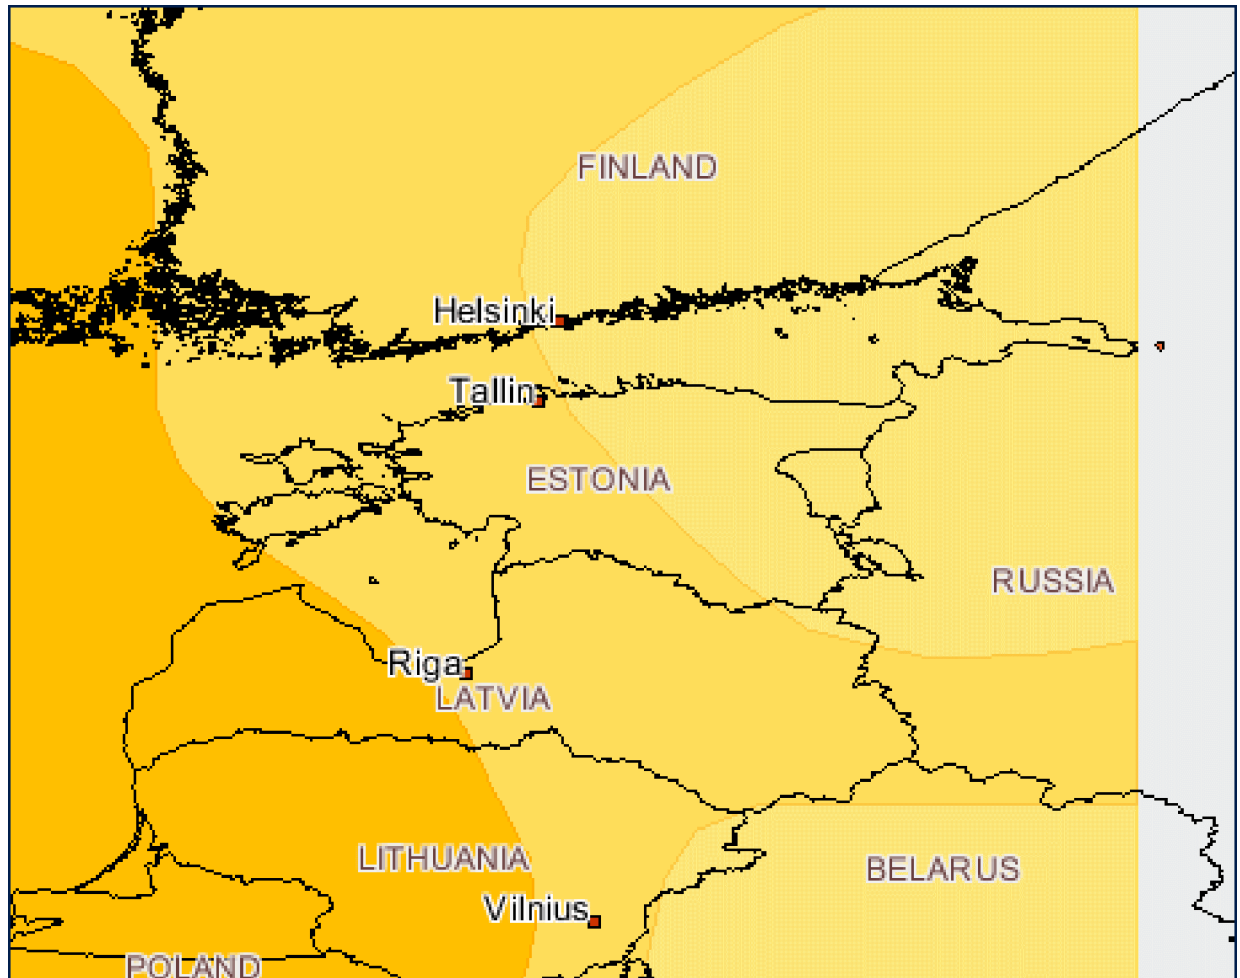 FINLAND
Helsinki
Tallin
ESTONIA
RUSSIA
Riga
LATVIA
LITHUANIA
BELARUS
Vilnius
POLAND